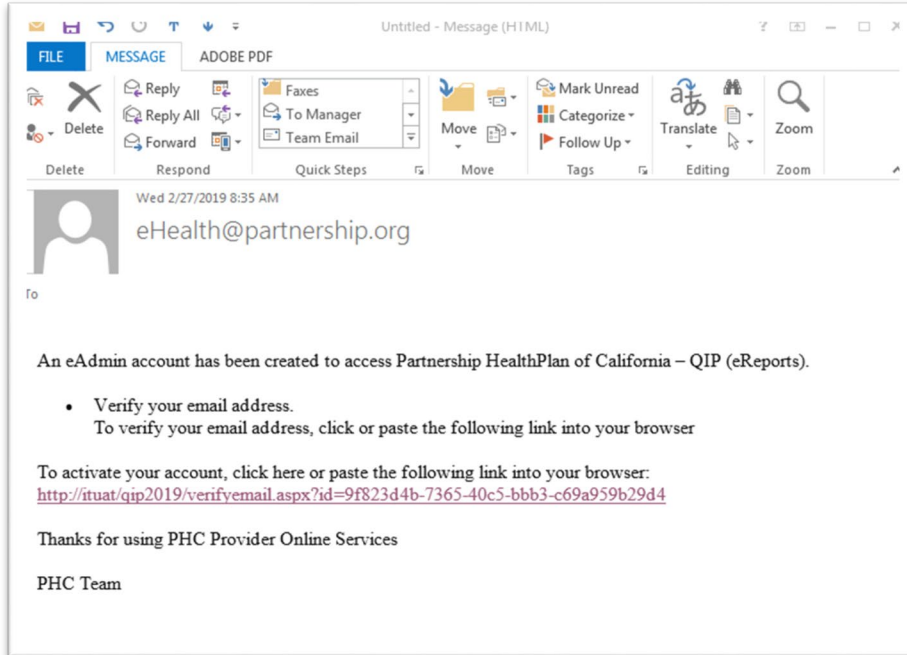 Untitled - Message (HTML)
FILE MESSAGE ADOBE PDF
Reply
Reply All
Forward
Delete
Faxes
To Manager
Team Email
Move
Mark Unread
Categorize
Follow Up
Translate
Zoom
Delete Respond Quick Steps Move Tags Editing Zoom
Wed 2/27/2019 8:35 AM
eHealth@partnership.org
To
An eAdmin account has been created to access Partnership HealthPlan of California – QIP (eReports).
• Verify your email address.
To verify your email address, click or paste the following link into your browser
To activate your account, click here or paste the following link into your browser:
http://ituat/qip2019/verifyemail.aspx?id=9f823d4b-7365-40c5-bbb3-c69a959b29d4
Thanks for using PHC Provider Online Services
PHC Team